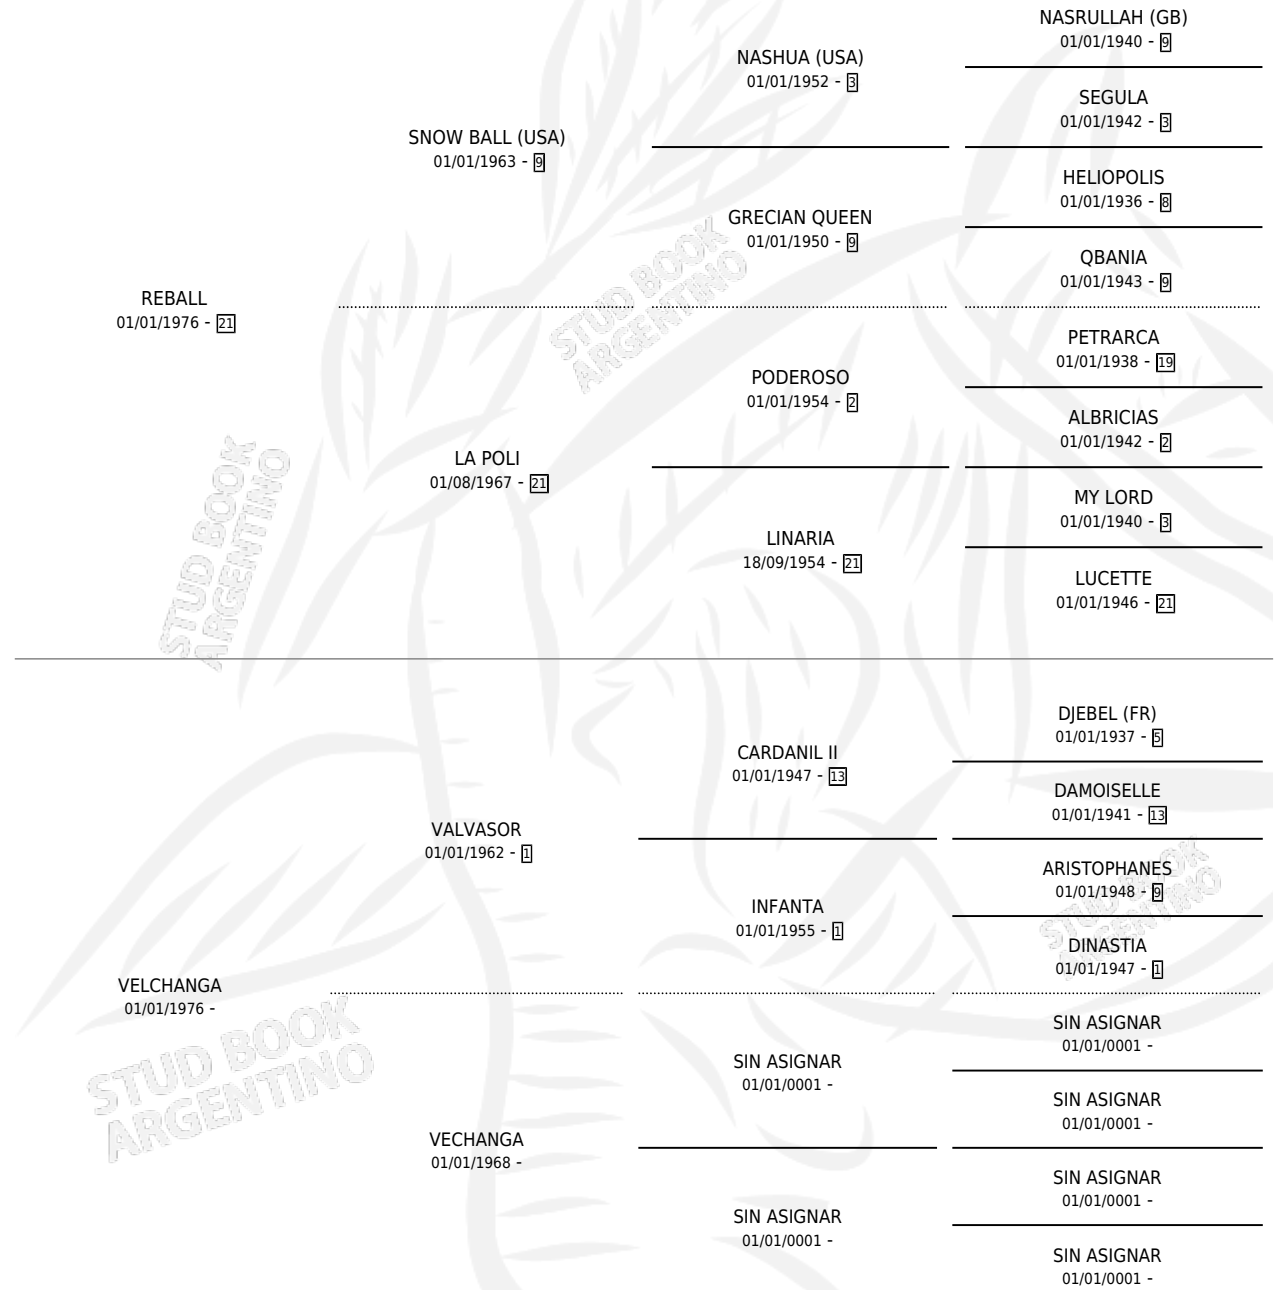 NASRULLAH (GB)
01/01/1940 - 9
NASHUA (USA)
01/01/1952 - 3
SEGULA
01/01/1942 - 3
SNOW BALL (USA)
01/01/1963 - 9
HELIOPOLIS
01/01/1936 - 8
GRECIAN QUEEN
01/01/1950 - 9
QBANIA
01/01/1943 - 9
REBALL
01/01/1976 - 21
PETRARCA
01/01/1938 - 19
PODEROSO
01/01/1954 - 2
ALBRICIAS
01/01/1942 - 2
LA POLI
01/08/1967 - 21
MY LORD
01/01/1940 - 3
LINARIA
18/09/1954 - 21
LUCETTE
01/01/1946 - 21
DJEBEL (FR)
01/01/1937 - 5
CARDANIL II
01/01/1947 - 13
DAMOISELLE
01/01/1941 - 13
VALVASOR
01/01/1962 - 1
ARISTOPHANES
01/01/1948 - 9
INFANTA
01/01/1955 - 1
DINASTIA
01/01/1947 - 1
VELCHANGA
01/01/1976 -
SIN ASIGNAR
01/01/0001 -
SIN ASIGNAR
01/01/0001 -
SIN ASIGNAR
01/01/0001 -
VECHANGA
01/01/1968 -
SIN ASIGNAR
01/01/0001 -
SIN ASIGNAR
01/01/0001 -
SIN ASIGNAR
01/01/0001 -
STUD BOOK
ARGENTINO
STUD BOOK
ARGENTINO
STUD BOOK
ARGENTINO
STUD BOOK
ARGENTINO